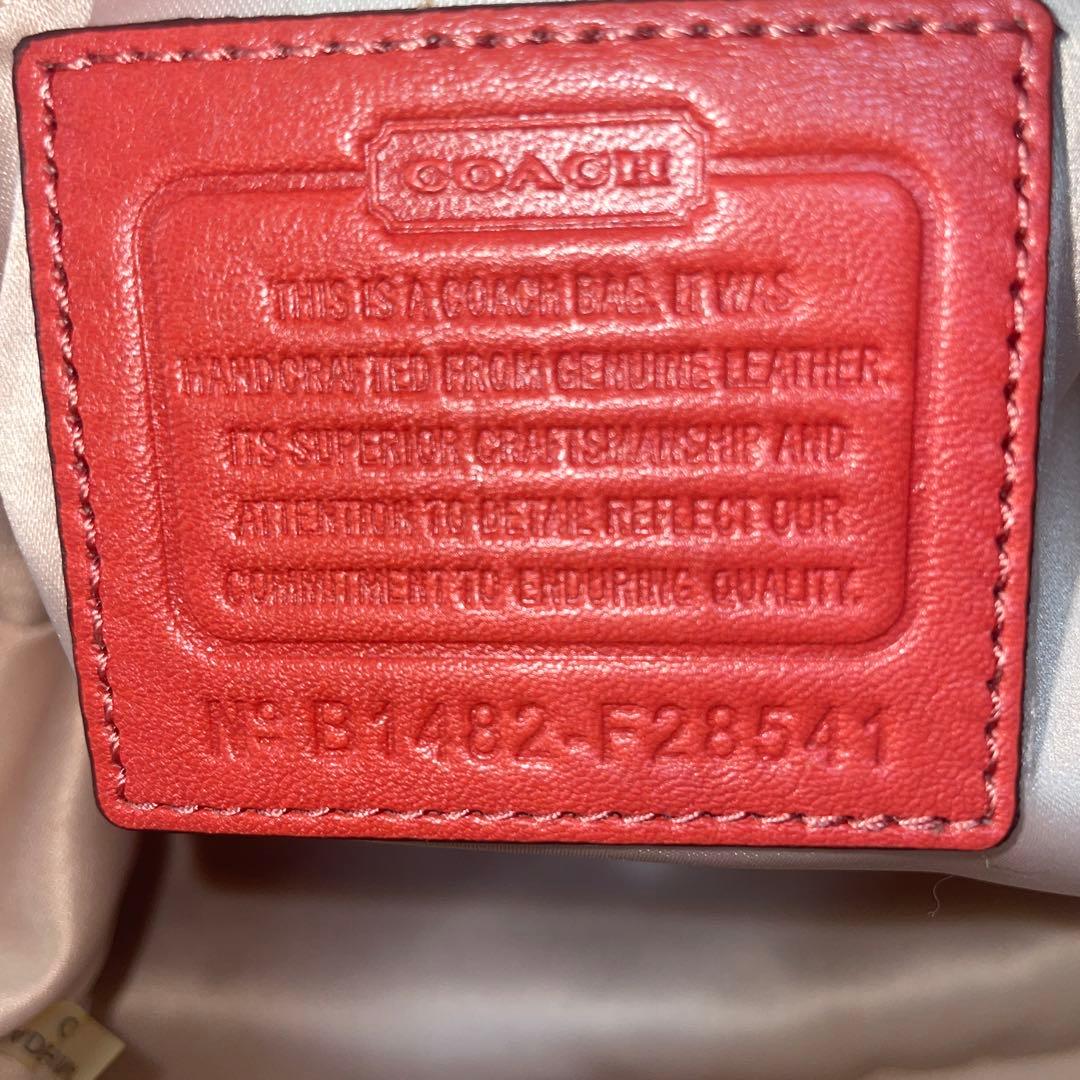 COACH
THIS IS A COACH BAG. IT WAS
HANDCRAFTED FROM GENUINE LEATHER.
ITS SUPERIOR CRAFTSMANSHIP AND
ATTENTION TO DETAIL REFLECT OUR
COMMITMENT TO ENDURING QUALITY.
Nº B1482-F28541